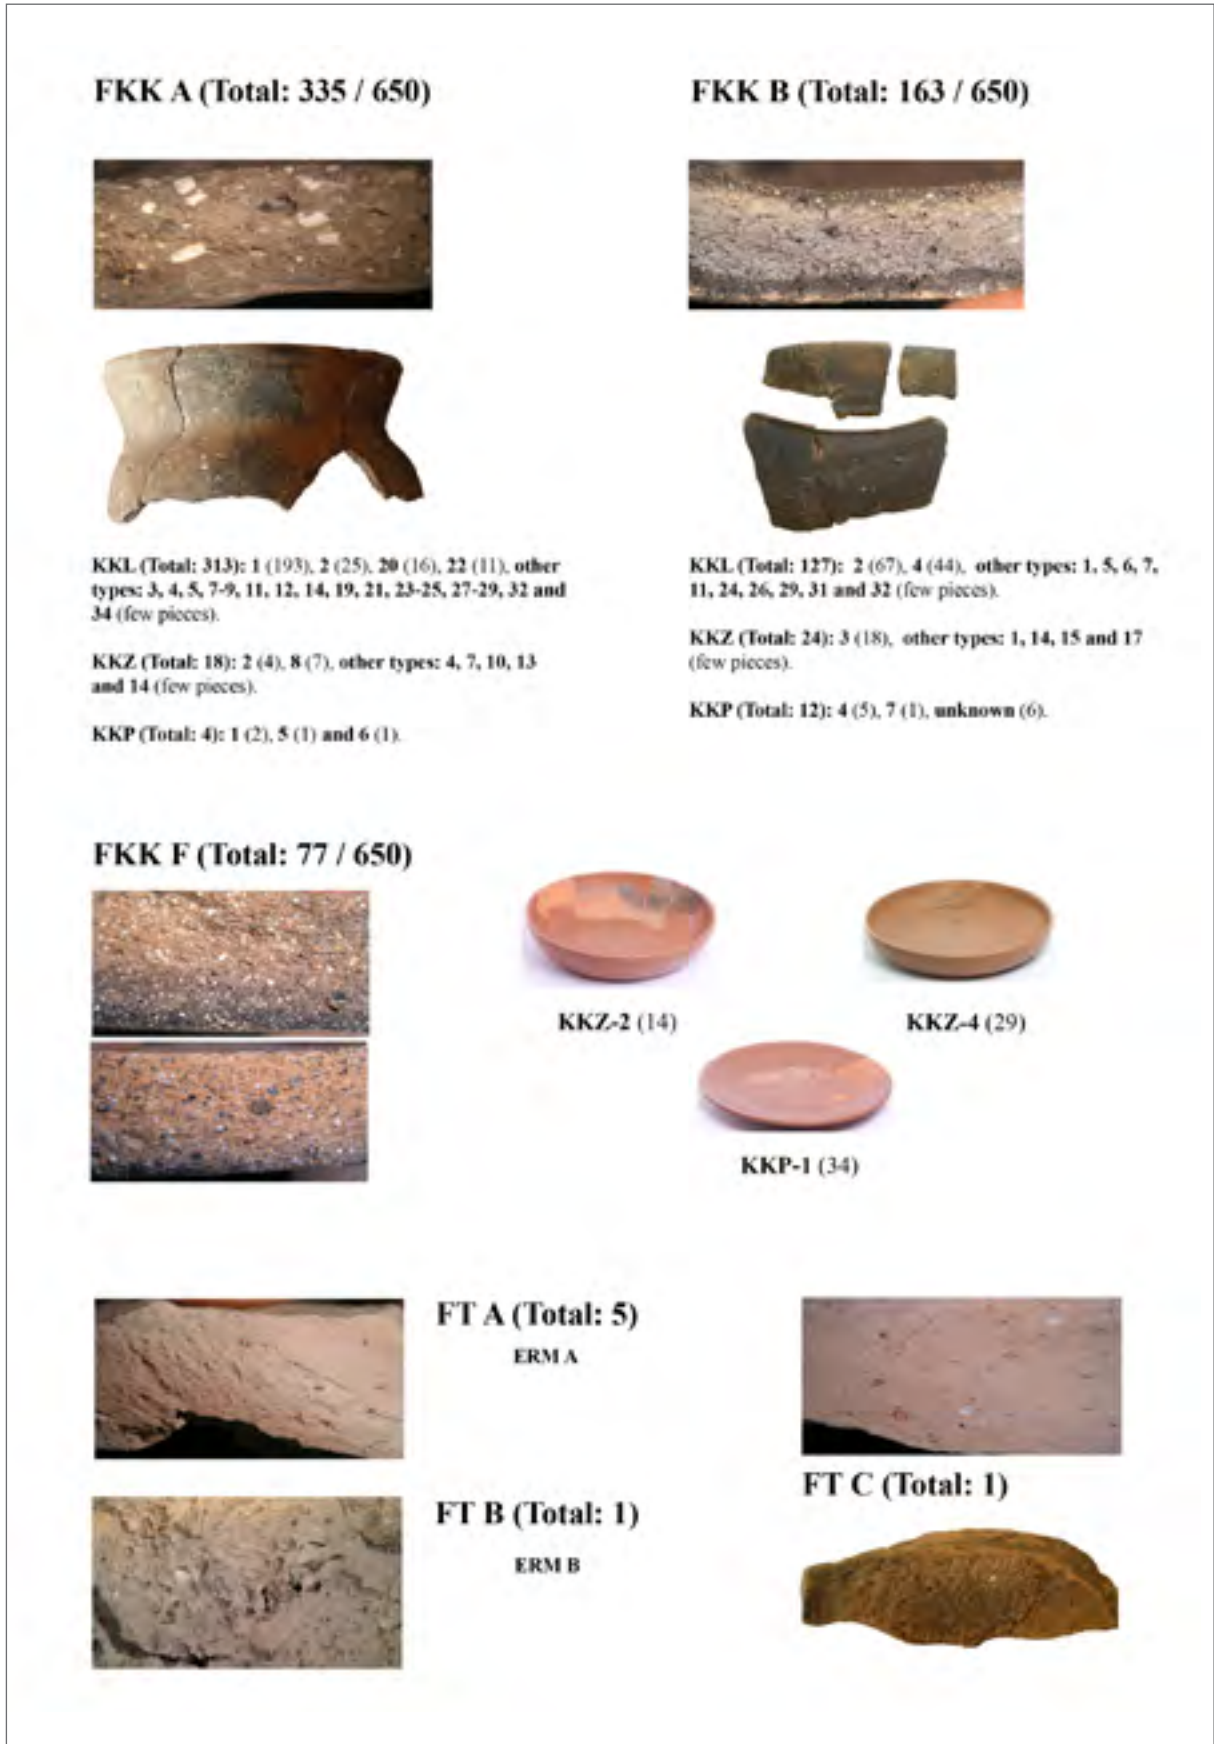 FKK A (Total: 335 / 650)
KKL (Total: 313): 1 (193), 2 (25), 20 (16), 22 (11), other
types: 3, 4, 5, 7-9, 11, 12, 14, 19, 21, 23-25, 27-29, 32 and
34 (few pieces).
KKZ (Total: 18): 2 (4), 8 (7), other types: 4, 7, 10, 13
and 14 (few pieces).
KKP (Total: 4): 1 (2), 5 (1) and 6 (1).
FKK B (Total: 163 / 650)
KKL (Total: 127): 2 (67), 4 (44), other types: 1, 5, 6, 7,
11, 24, 26, 29, 31 and 32 (few pieces).
KKZ (Total: 24): 3 (18), other types: 1, 14, 15 and 17
(few pieces).
KKP (Total: 12): 4 (5), 7 (1), unknown (6).
FKK F (Total: 77 / 650)
KKZ-2 (14)
KKZ-4 (29)
KKP-1 (34)
FT A (Total: 5)
ERM A
FT B (Total: 1)
ERM B
FT C (Total: 1)